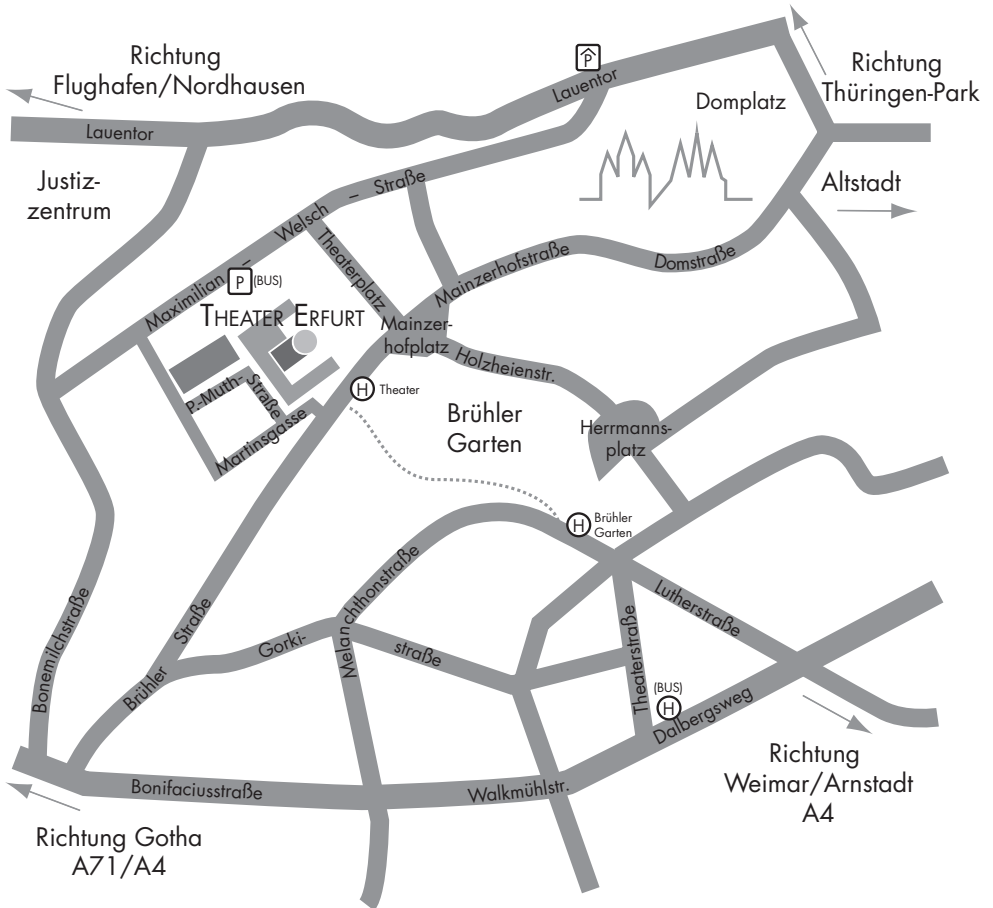 Richtung
Flughafen/Nordhausen
P
Lauentor
Richtung
Thüringen-Park
Domplatz
Lauentor
Justiz-
zentrum
Altstadt
Maximilian – Welsch – Straße
Theaterplatz
Mainzerhofstraße
Domstraße
P (BUS)
THEATER ERFURT
Mainzer-
hofplatz
Holzheienstr.
H Theater
P.-Muth-
Straße
Martinsgasse
Brühler
Garten
Herrmanns-
platz
H Brühler
Garten
Bonemilchstraße
Brühler Straße
Gorki-
straße
Melanchthonstraße
Lutherstraße
Theaterstraße
(BUS)
H
Dalbergsweg
Bonifaciusstraße
Walkmühlstr.
Richtung
Weimar/Arnstadt
A4
Richtung Gotha
A71/A4